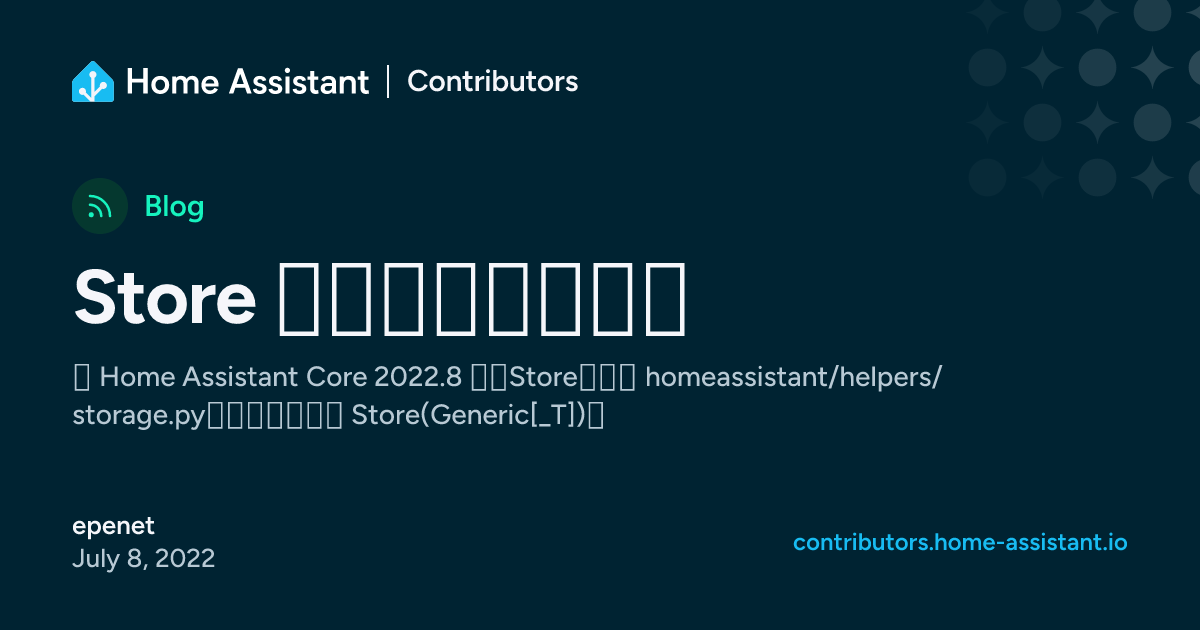 Home Assistant | Contributors
Blog
Store
Home Assistant Core 2022.8 Store homeassistant/helpers/
storage.py Store(Generic[_T])
epenet
July 8, 2022
contributors.home-assistant.io